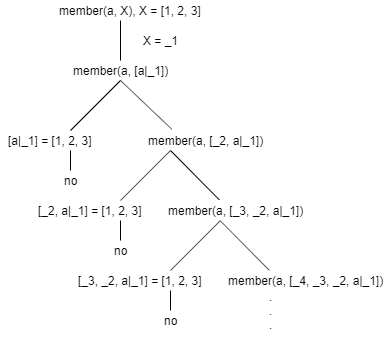 member(a, X), X = [1, 2, 3]
X = _1
member(a, [a|_1])
[a|_1] = [1, 2, 3]
member(a, [_2, a|_1])
no
[_2, a|_1] = [1, 2, 3]
member(a, [_3, _2, a|_1])
no
[_3, _2, a|_1] = [1, 2, 3]
member(a, [_4, _3, _2, a|_1])
no
.
.
.